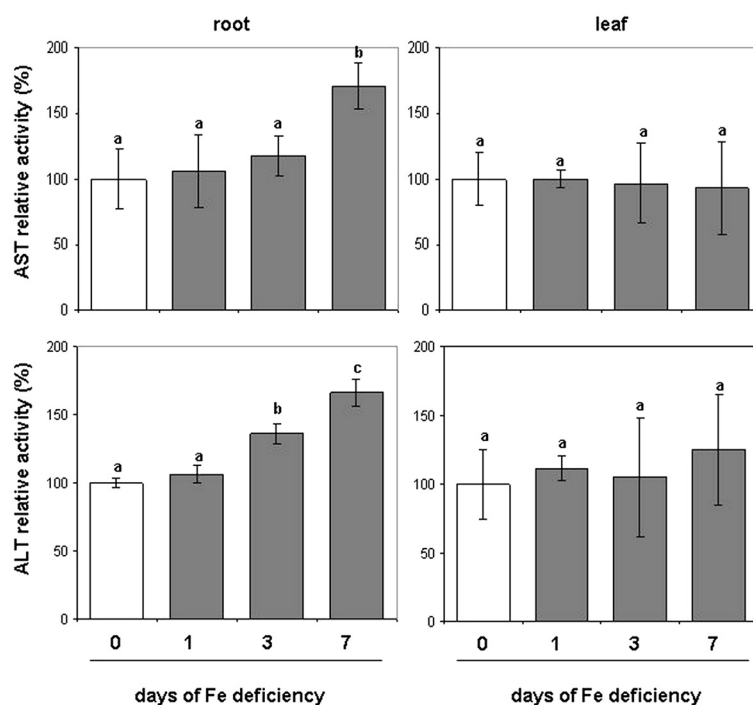 root
leaf
AST relative activity (%)
200
150
100
50
0
a
a
a
b
200
150
100
50
0
a
a
a
a
ALT relative activity (%)
200
150
100
50
0
a
a
b
c
0 1 3 7
days of Fe deficiency
200
150
100
50
0
a
a
a
a
0 1 3 7
days of Fe deficiency